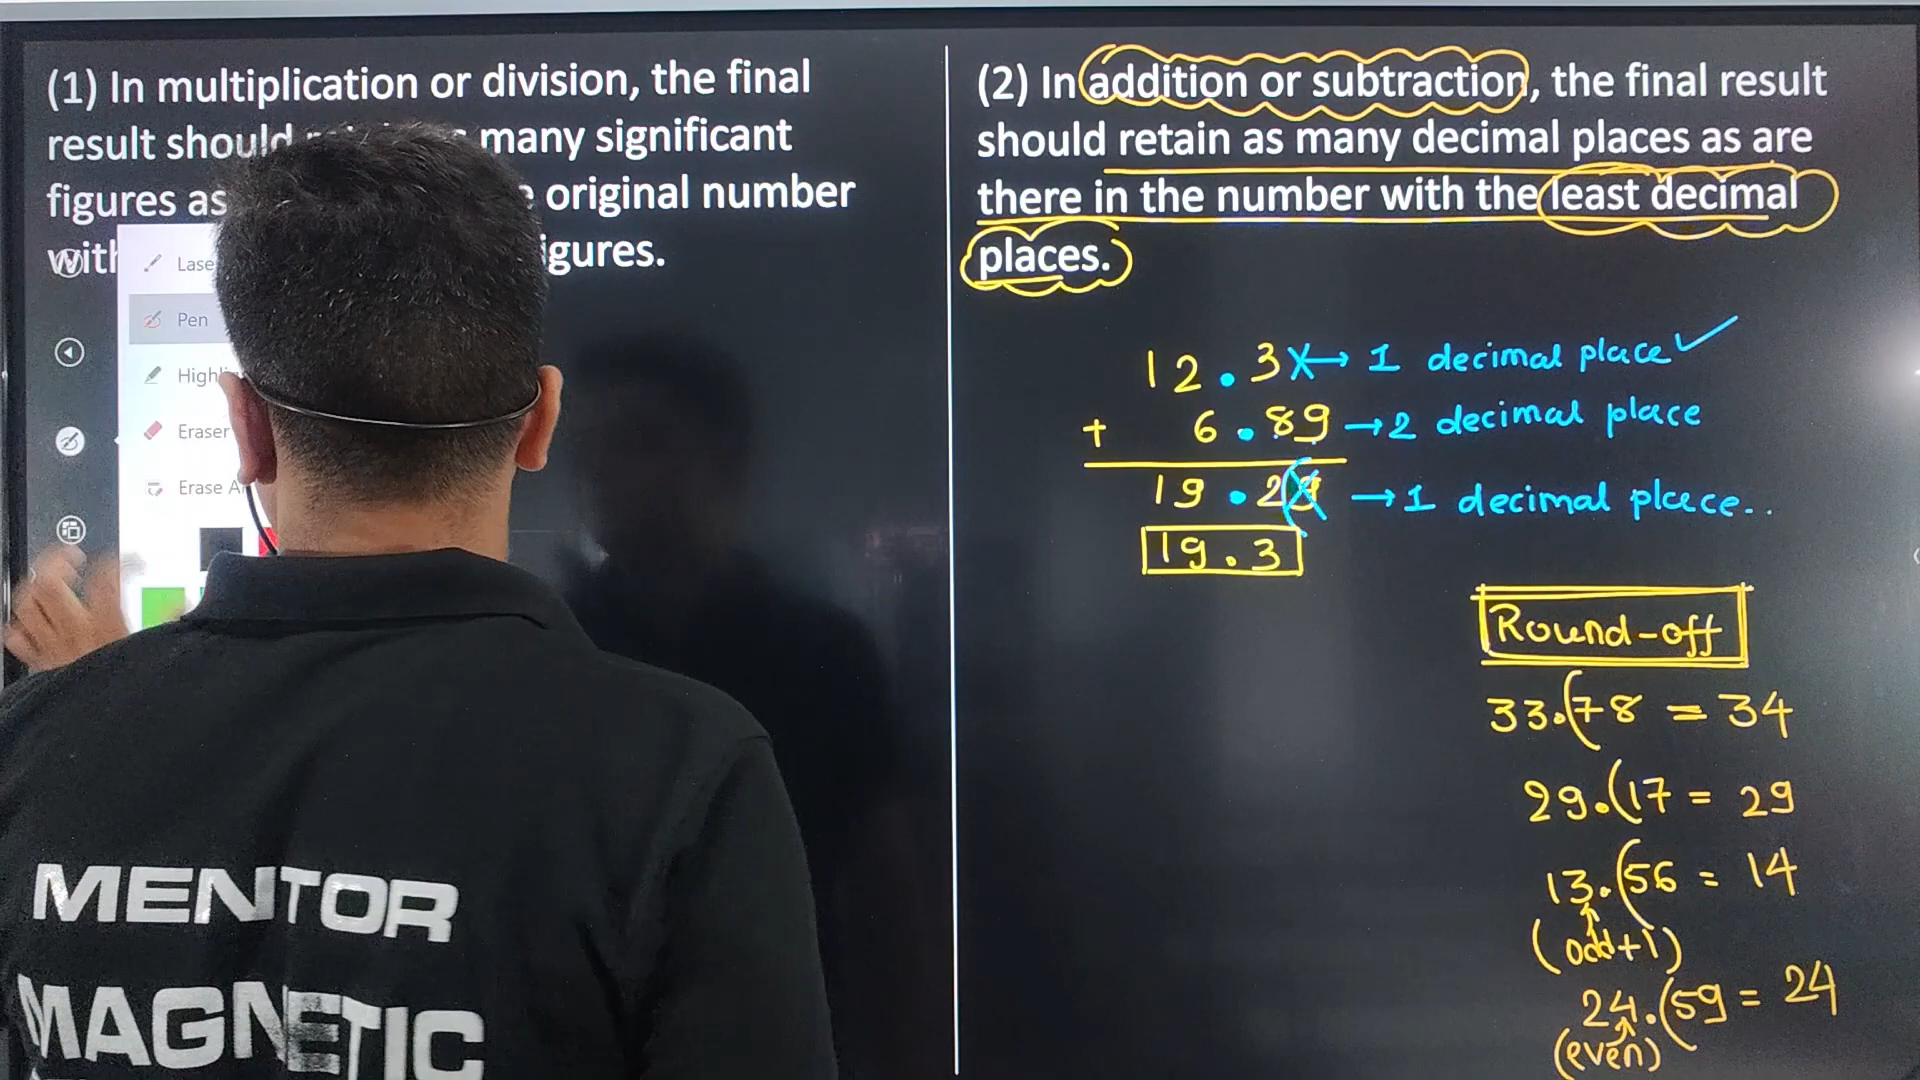 (1) In multiplication or division, the final
result should many significant
figures as original number
with igures.
Lase
Pen
Highli
Eraser
Erase A
(2) In addition or subtraction, the final result
should retain as many decimal places as are
there in the number with the least decimal
places.
12.3x → 1 decimal place ✓
+ 6.89 → 2 decimal place
19.29 → 1 decimal place..
19.3
Round-off
33.(78 = 34
29.(17 = 29
13.(56 = 14
(odd+1)
24.(59 = 24
(even)
MENTOR
MAGNETIC